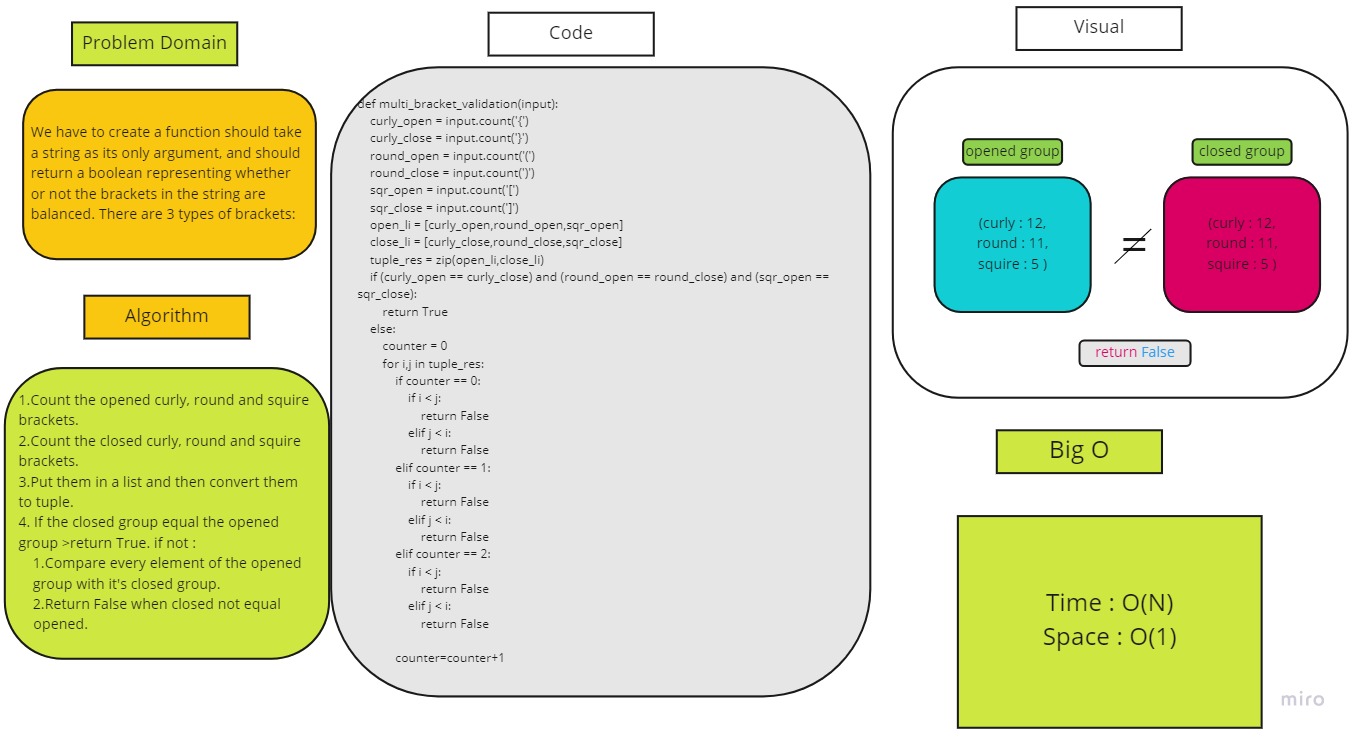 Problem Domain
We have to create a function should take
a string as its only argument, and should
return a boolean representing whether
or not the brackets in the string are
balanced. There are 3 types of brackets:
Algorithm
1.Count the opened curly, round and squire
brackets.
2.Count the closed curly, round and squire
brackets.
3.Put them in a list and then convert them
to tuple.
4. If the closed group equal the opened
group >return True. if not :
1.Compare every element of the opened
group with it's closed group.
2.Return False when closed not equal
opened.
Code
def multi_bracket_validation(input):
    curly_open = input.count('{')
    curly_close = input.count('}')
    round_open = input.count('(')
    round_close = input.count(')')
    sqr_open = input.count('[')
    sqr_close = input.count(']')
    open_li = [curly_open,round_open,sqr_open]
    close_li = [curly_close,round_close,sqr_close]
    tuple_res = zip(open_li,close_li)
    if (curly_open == curly_close) and (round_open == round_close) and (sqr_open ==
sqr_close):
        return True
    else:
        counter = 0
        for i,j in tuple_res:
            if counter == 0:
                if i < j:
                    return False
                elif j < i:
                    return False
            elif counter == 1:
                if i < j:
                    return False
                elif j < i:
                    return False
            elif counter == 2:
                if i < j:
                    return False
                elif j < i:
                    return False
            counter=counter+1
Visual
opened group
(curly : 12,
round : 11,
squire : 5 )
≠
closed group
(curly : 12,
round : 11,
squire : 5 )
return False
Big O
Time : O(N)
Space : O(1)
miro